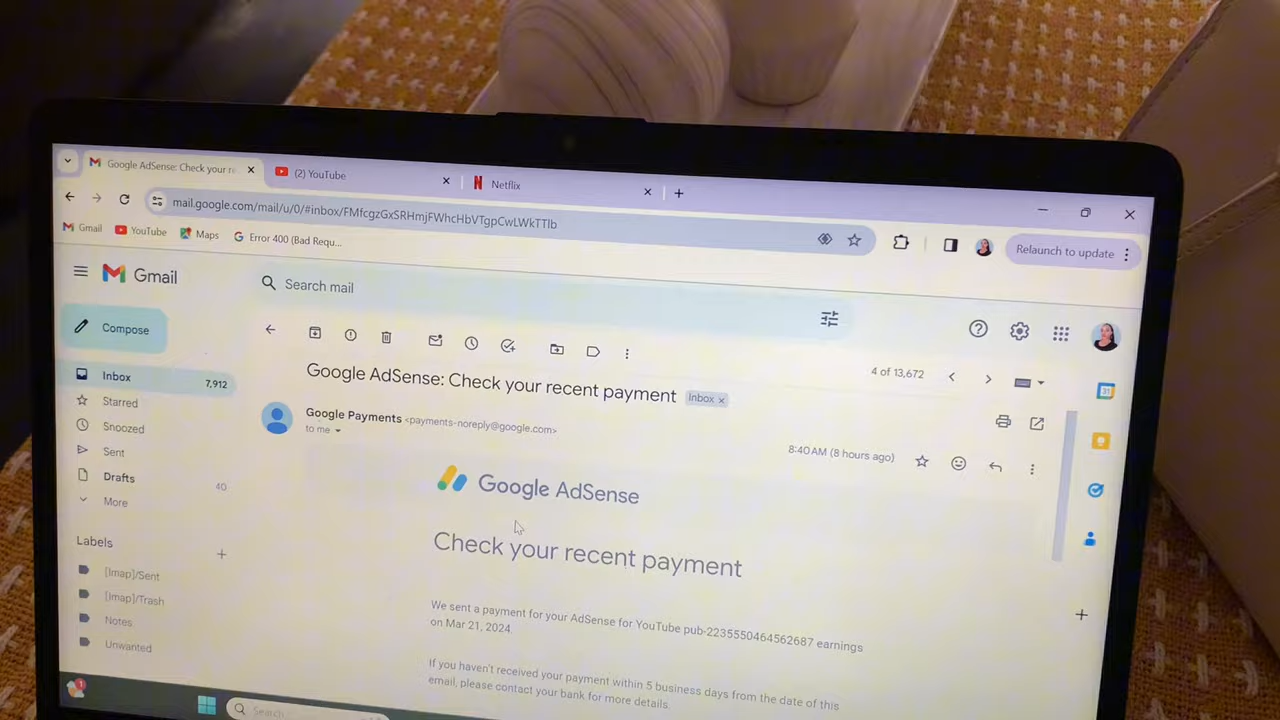 Google AdSense: Check your re
(2) YouTube
Netflix
mail.google.com/mail/u/0/#inbox/FMfcgzGxSRHmjFWhcHbVTgpCwLWkTTlb
Relaunch to update
Gmail
YouTube
Maps
Error 400 (Bad Requ...
Gmail
Search mail
Compose
4 of 13,672
Inbox 7,912
Starred
Snoozed
Sent
Drafts 40
More
Labels
[Imap]/Sent
[Imap]/Trash
Notes
Unwanted
Google AdSense: Check your recent payment Inbox x
Google Payments <payments-noreply@google.com>
to me
8:40 AM (8 hours ago)
Google AdSense
Check your recent payment
We sent a payment for your AdSense for YouTube pub-2235550464562687 earnings
on Mar 21, 2024.
If you haven't received your payment within 5 business days from the date of this
email, please contact your bank for more details.
31
1
Search